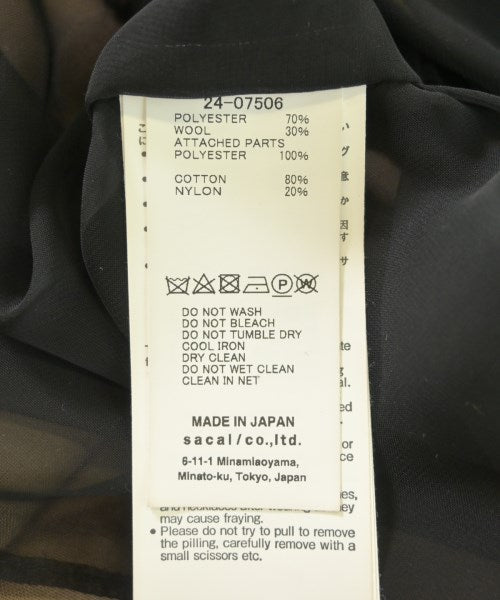 24-07506
POLYESTER 70%
WOOL 30%
ATTACHED PARTS
POLYESTER 100%
COTTON 80%
NYLON 20%
DO NOT WASH
DO NOT BLEACH
DO NOT TUMBLE DRY
COOL IRON
DRY CLEAN
DO NOT WET CLEAN
CLEAN IN NET
MADE IN JAPAN
sacai/co.,ltd.
6-11-1 Minamiaoyama,
Minato-ku, Tokyo, Japan
may cause fraying.
• Please do not try to pull to remove
the pilling, carefully remove with a
small scissors etc.